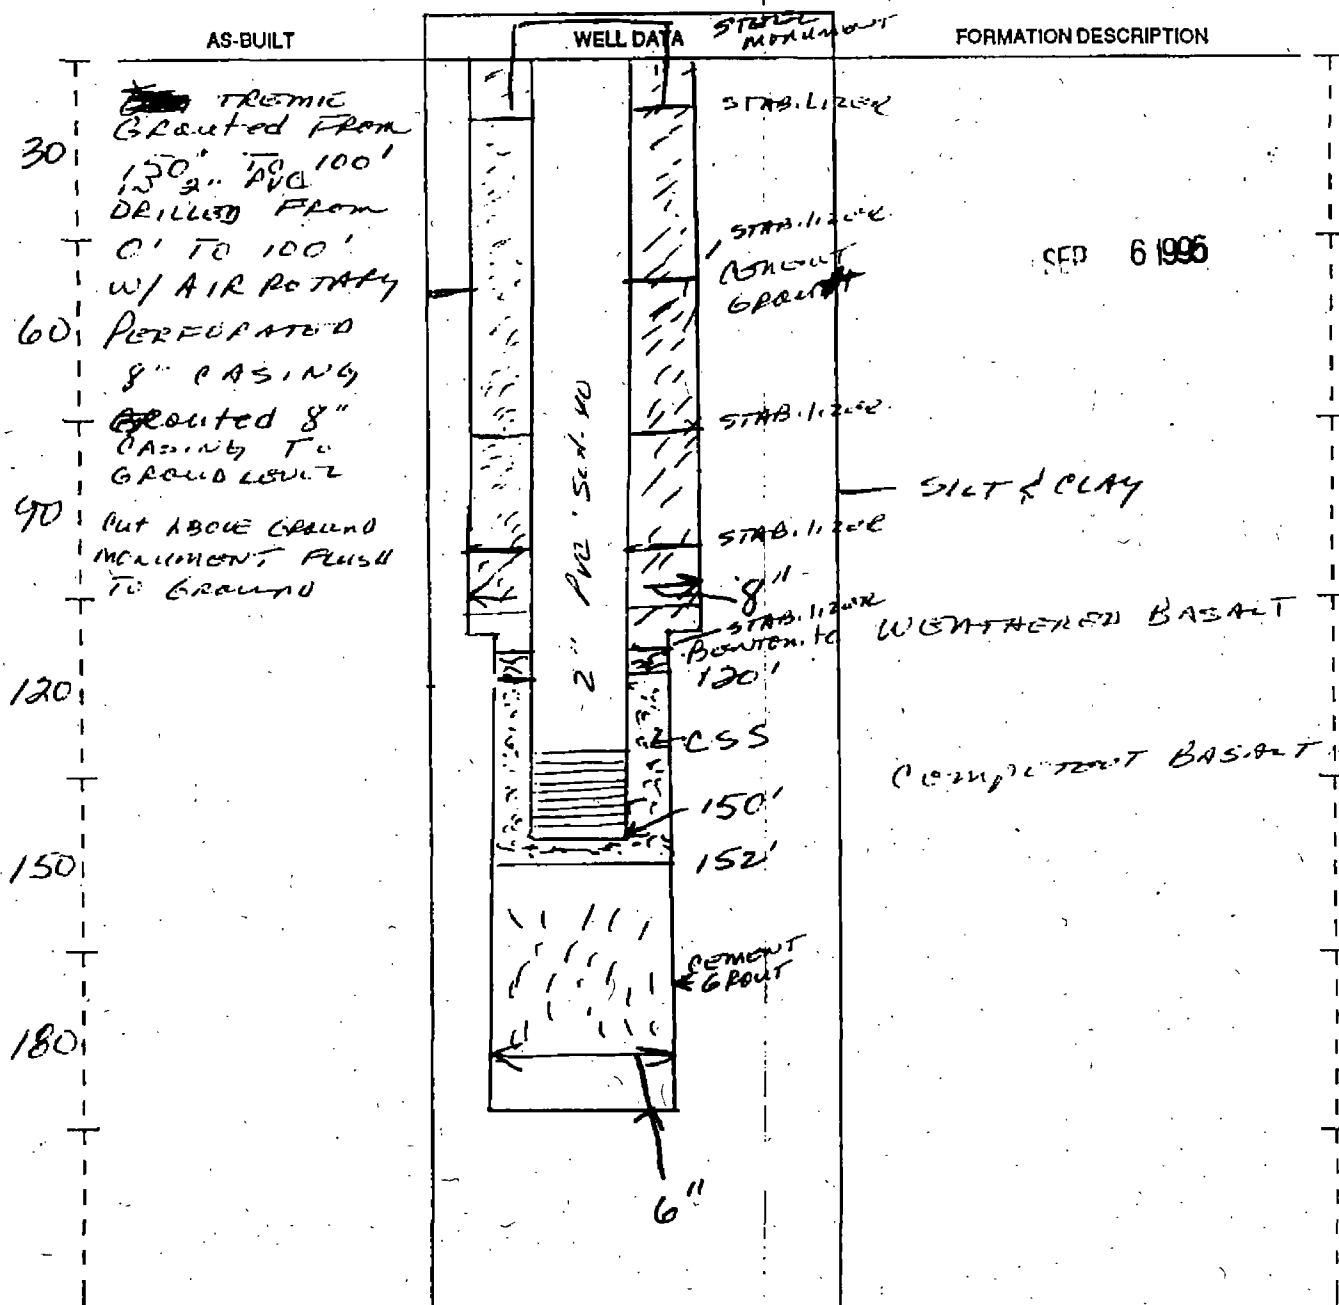 AS-BUILT
WELL DATA
FORMATION DESCRIPTION
STEEL
MONUMENT
TREMIE
GROUTED FROM
150' TO 100'
2" PVC
DRILLED FROM
0' TO 100'
W/ AIR ROTARY
PERFORATED
8" CASING
GROUTED 8"
CASING TO
GROUND LEVEL
CUT ABOVE GROUND
MONUMENT FLUSH
TO GROUND
30
60
90
120
150
180
STABILIZER
STABILIZER
CEMENT
GROUT
STABILIZER
STABILIZER
8"
STABILIZER
BENTONITE
120'
CSS
150'
152'
CEMENT
GROUT
6"
2" PVC SCH. 40
SEP 6 1995
SILT & CLAY
WEATHERED BASALT
COMPETENT BASALT